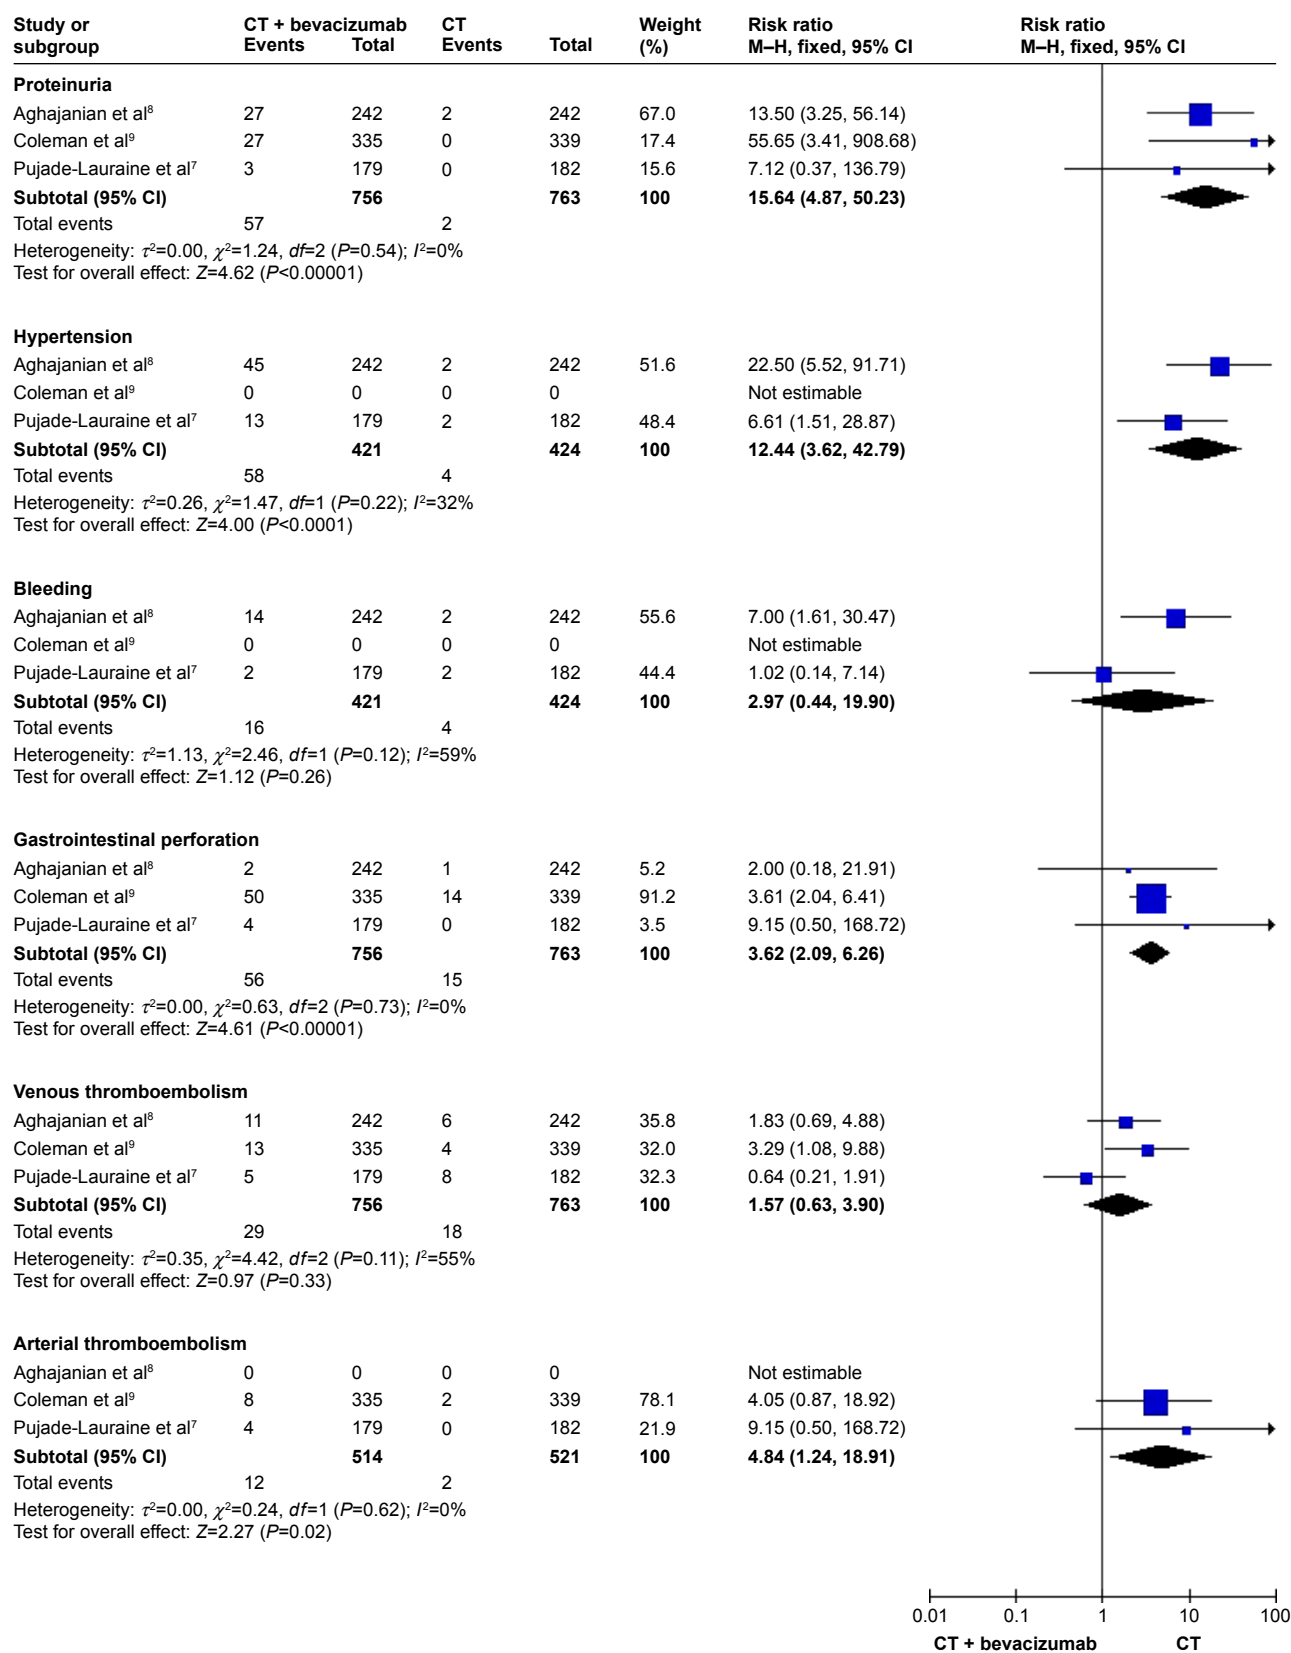 Study or subgroup CT + bevacizumab CT Weight (%) Risk ratio M–H, fixed, 95% CI Risk ratio M–H, fixed, 95% CI
Events Total Events Total
Proteinuria
Aghajanian et al⁸ 27 242 2 242 67.0 13.50 (3.25, 56.14)
Coleman et al⁹ 27 335 0 339 17.4 55.65 (3.41, 908.68)
Pujade-Lauraine et al⁷ 3 179 0 182 15.6 7.12 (0.37, 136.79)
Subtotal (95% CI) 756 763 100 15.64 (4.87, 50.23)
Total events 57 2
Heterogeneity: τ²=0.00, χ²=1.24, df=2 (P=0.54); I²=0%
Test for overall effect: Z=4.62 (P<0.00001)
Hypertension
Aghajanian et al⁸ 45 242 2 242 51.6 22.50 (5.52, 91.71)
Coleman et al⁹ 0 0 0 0 Not estimable
Pujade-Lauraine et al⁷ 13 179 2 182 48.4 6.61 (1.51, 28.87)
Subtotal (95% CI) 421 424 100 12.44 (3.62, 42.79)
Total events 58 4
Heterogeneity: τ²=0.26, χ²=1.47, df=1 (P=0.22); I²=32%
Test for overall effect: Z=4.00 (P<0.0001)
Bleeding
Aghajanian et al⁸ 14 242 2 242 55.6 7.00 (1.61, 30.47)
Coleman et al⁹ 0 0 0 0 Not estimable
Pujade-Lauraine et al⁷ 2 179 2 182 44.4 1.02 (0.14, 7.14)
Subtotal (95% CI) 421 424 100 2.97 (0.44, 19.90)
Total events 16 4
Heterogeneity: τ²=1.13, χ²=2.46, df=1 (P=0.12); I²=59%
Test for overall effect: Z=1.12 (P=0.26)
Gastrointestinal perforation
Aghajanian et al⁸ 2 242 1 242 5.2 2.00 (0.18, 21.91)
Coleman et al⁹ 50 335 14 339 91.2 3.61 (2.04, 6.41)
Pujade-Lauraine et al⁷ 4 179 0 182 3.5 9.15 (0.50, 168.72)
Subtotal (95% CI) 756 763 100 3.62 (2.09, 6.26)
Total events 56 15
Heterogeneity: τ²=0.00, χ²=0.63, df=2 (P=0.73); I²=0%
Test for overall effect: Z=4.61 (P<0.00001)
Venous thromboembolism
Aghajanian et al⁸ 11 242 6 242 35.8 1.83 (0.69, 4.88)
Coleman et al⁹ 13 335 4 339 32.0 3.29 (1.08, 9.88)
Pujade-Lauraine et al⁷ 5 179 8 182 32.3 0.64 (0.21, 1.91)
Subtotal (95% CI) 756 763 100 1.57 (0.63, 3.90)
Total events 29 18
Heterogeneity: τ²=0.35, χ²=4.42, df=2 (P=0.11); I²=55%
Test for overall effect: Z=0.97 (P=0.33)
Arterial thromboembolism
Aghajanian et al⁸ 0 0 0 0 Not estimable
Coleman et al⁹ 8 335 2 339 78.1 4.05 (0.87, 18.92)
Pujade-Lauraine et al⁷ 4 179 0 182 21.9 9.15 (0.50, 168.72)
Subtotal (95% CI) 514 521 100 4.84 (1.24, 18.91)
Total events 12 2
Heterogeneity: τ²=0.00, χ²=0.24, df=1 (P=0.62); I²=0%
Test for overall effect: Z=2.27 (P=0.02)
0.01 0.1 1 10 100
CT + bevacizumab CT